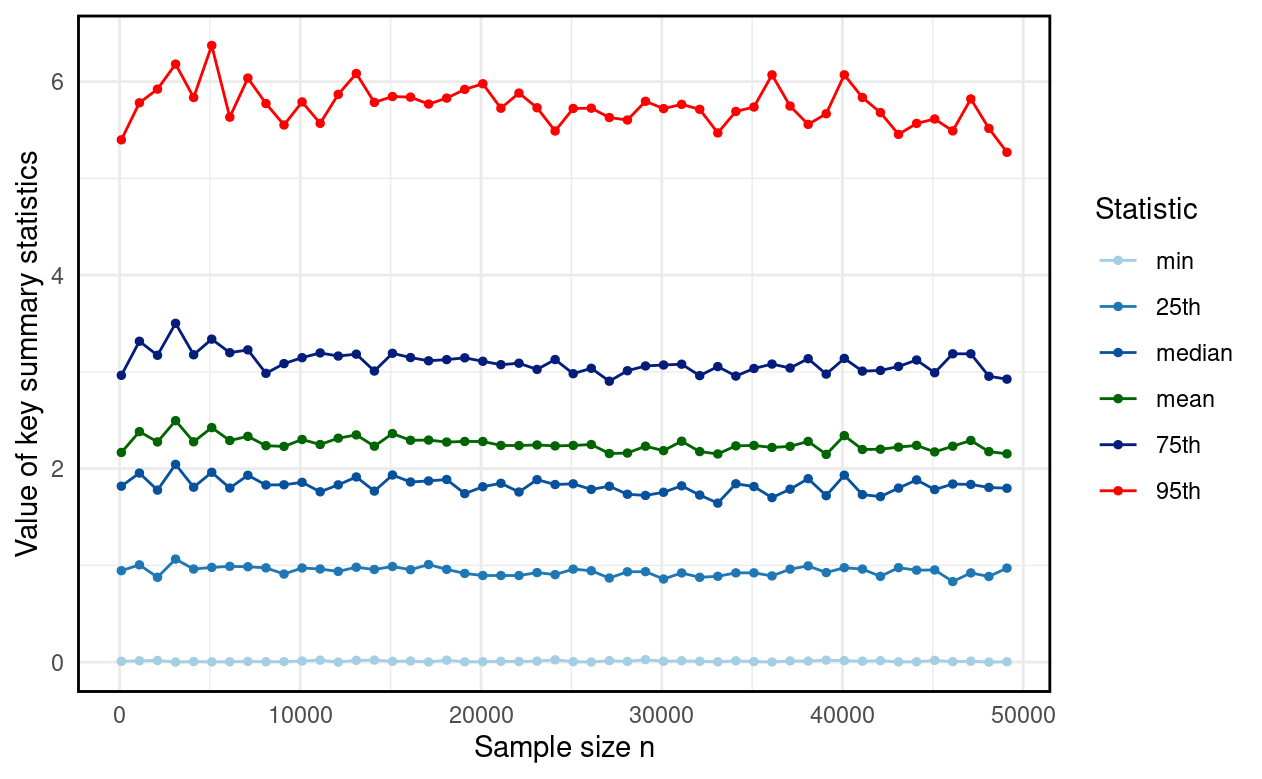 Value of key summary statistics
6
4
2
0
0
10000
20000
30000
40000
50000
Sample size n
Statistic
min
25th
median
mean
75th
95th